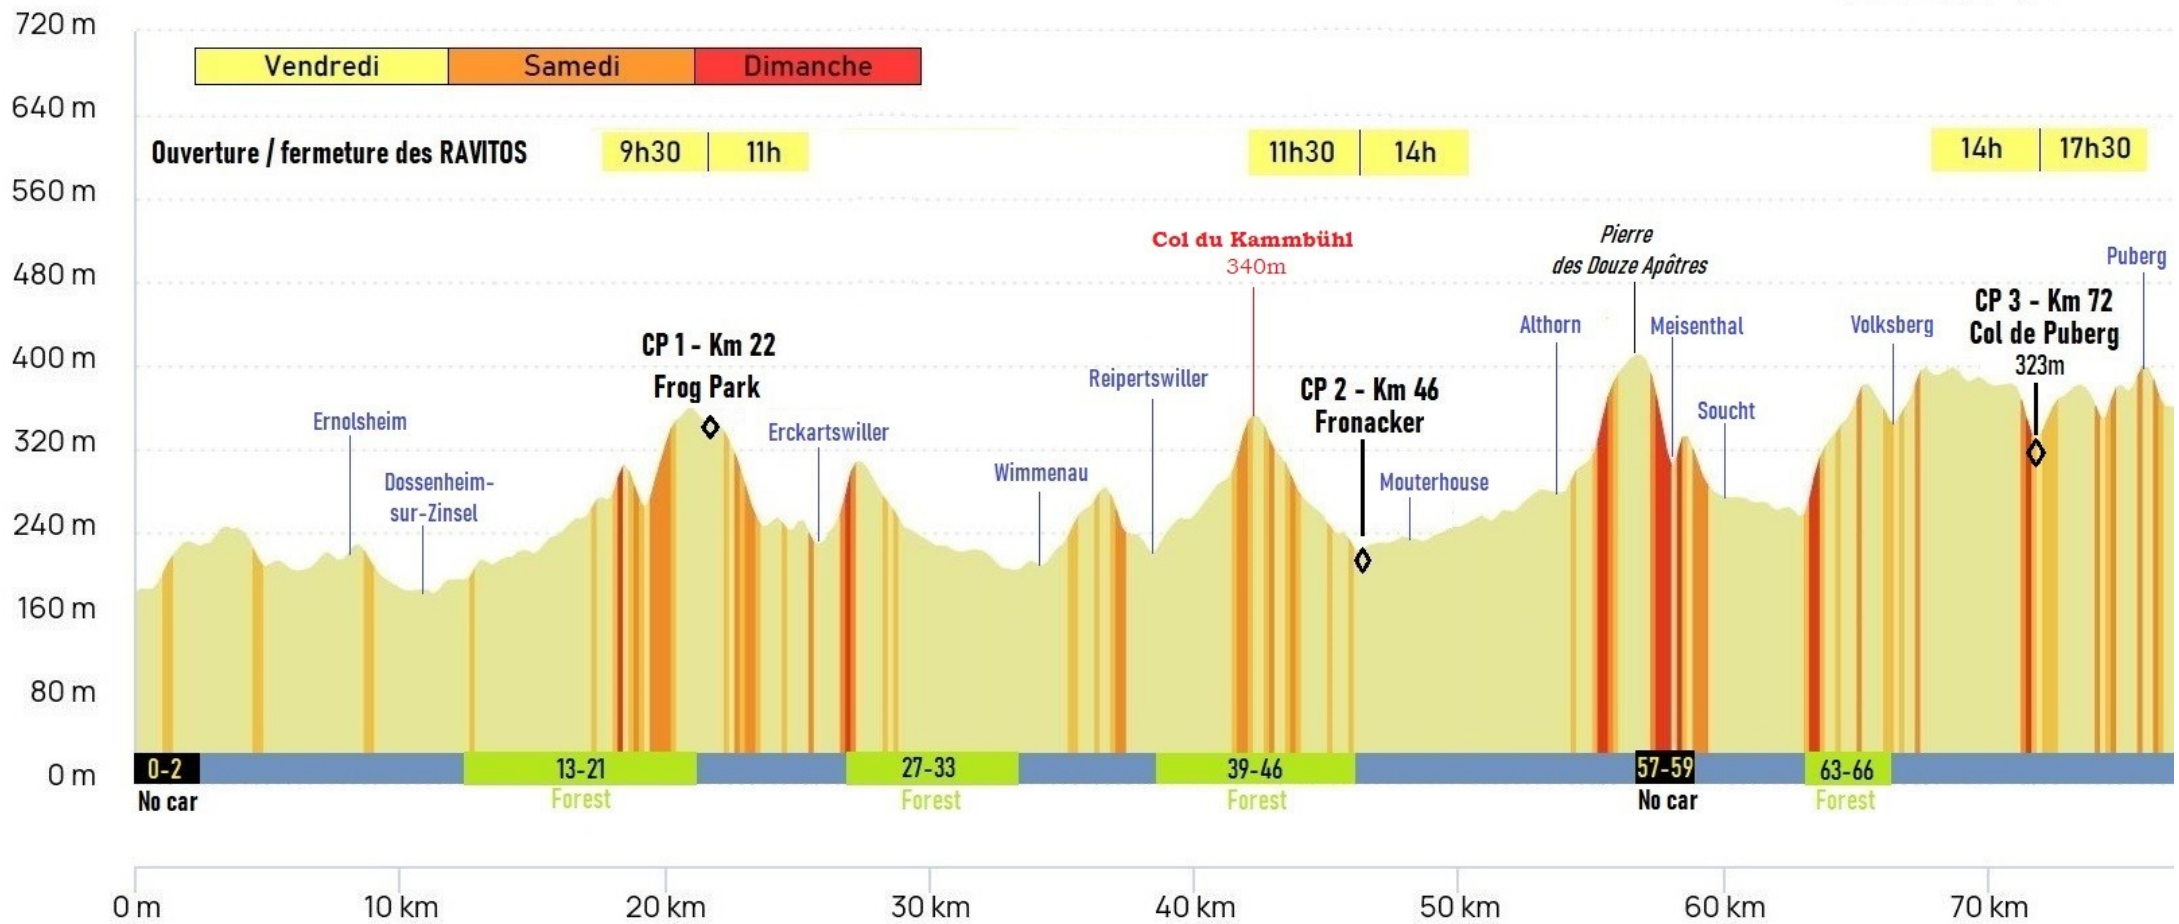 720 m
Vendredi Samedi Dimanche
640 m
Ouverture / fermeture des RAVITOS 9h30 11h 11h30 14h 14h 17h30
560 m
480 m
400 m
320 m
240 m
160 m
80 m
0 m
Ernolsheim
Dossenheim-
sur-Zinsel
CP 1 - Km 22
Frog Park
Erckartswiller
Wimmenau
Reipertswiller
Col du Kammbühl
340m
CP 2 - Km 46
Fronacker
Mouterhouse
Althorn
Pierre
des Douze Apôtres
Meisenthal
Soucht
Volksberg
CP 3 - Km 72
Col de Puberg
323m
Puberg
0-2 13-21 27-33 39-46 57-59 63-66
No car Forest Forest Forest No car Forest
0 m 10 km 20 km 30 km 40 km 50 km 60 km 70 km